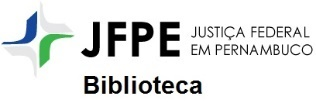 JFPE
JUSTIÇA FEDERAL
EM PERNAMBUCO
Biblioteca